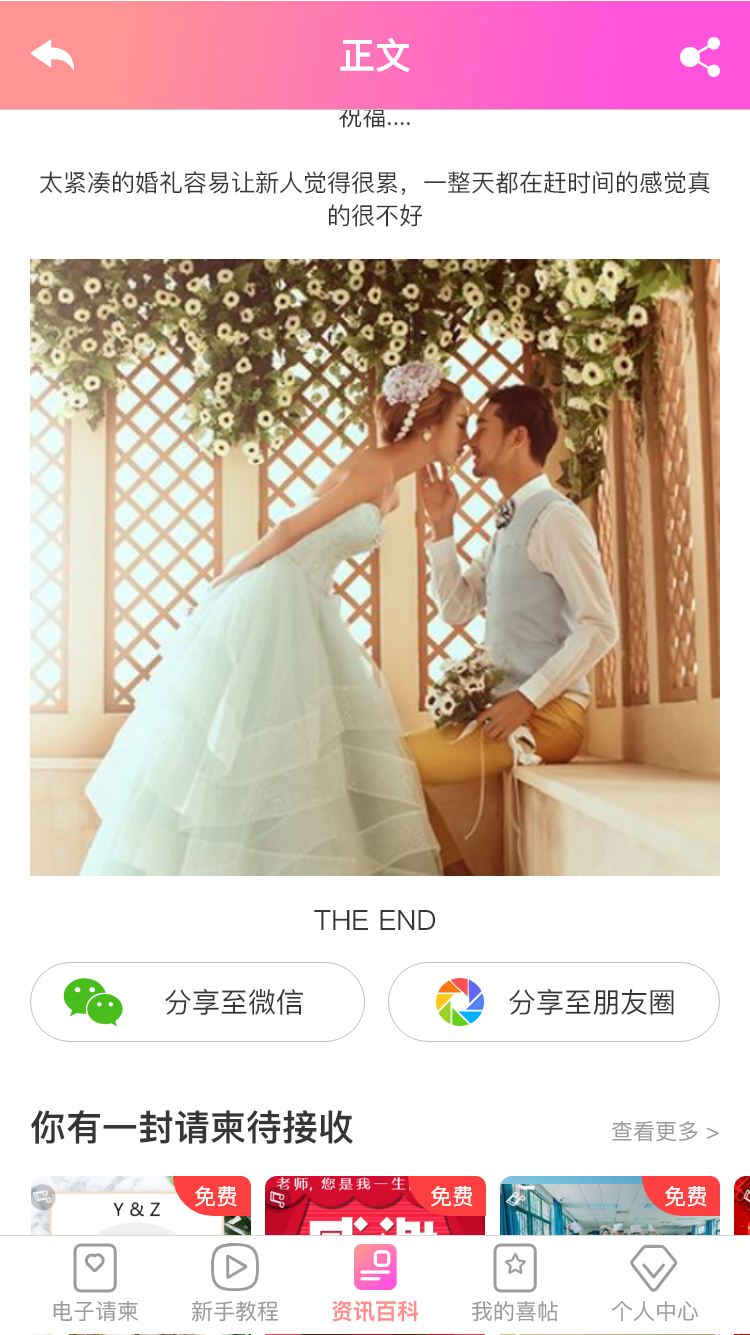 正文
祝福....
太紧凑的婚礼容易让新人觉得很累，一整天都在赶时间的感觉真
的很不好
THE END
分享至微信
分享至朋友圈
你有一封请柬待接收
查看更多 >
免费
Y & Z
老师, 您是我一生
免费
免费
电子请柬
新手教程
资讯百科
我的喜帖
个人中心